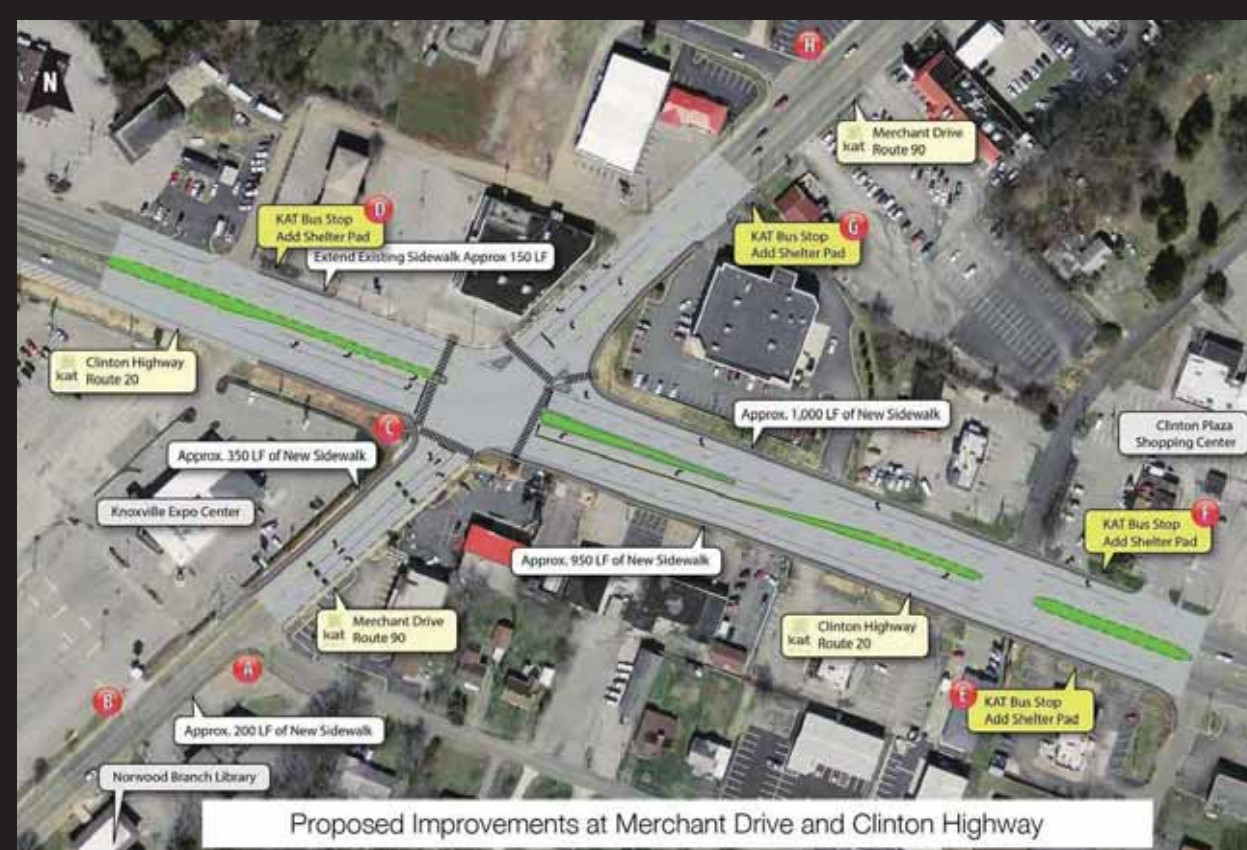 N
H
kat Merchant Drive
Route 90
KAT Bus Stop D
Add Shelter Pad
Extend Existing Sidewalk Approx 150 LF
KAT Bus Stop G
Add Shelter Pad
kat Clinton Highway
Route 20
C
Approx. 350 LF of New Sidewalk
Approx. 1,000 LF of New Sidewalk
Clinton Plaza
Shopping Center
Knoxville Expo Center
KAT Bus Stop F
Add Shelter Pad
Approx. 950 LF of New Sidewalk
kat Merchant Drive
Route 90
kat Clinton Highway
Route 20
A
B
E KAT Bus Stop
Add Shelter Pad
Approx. 200 LF of New Sidewalk
Norwood Branch Library
Proposed Improvements at Merchant Drive and Clinton Highway